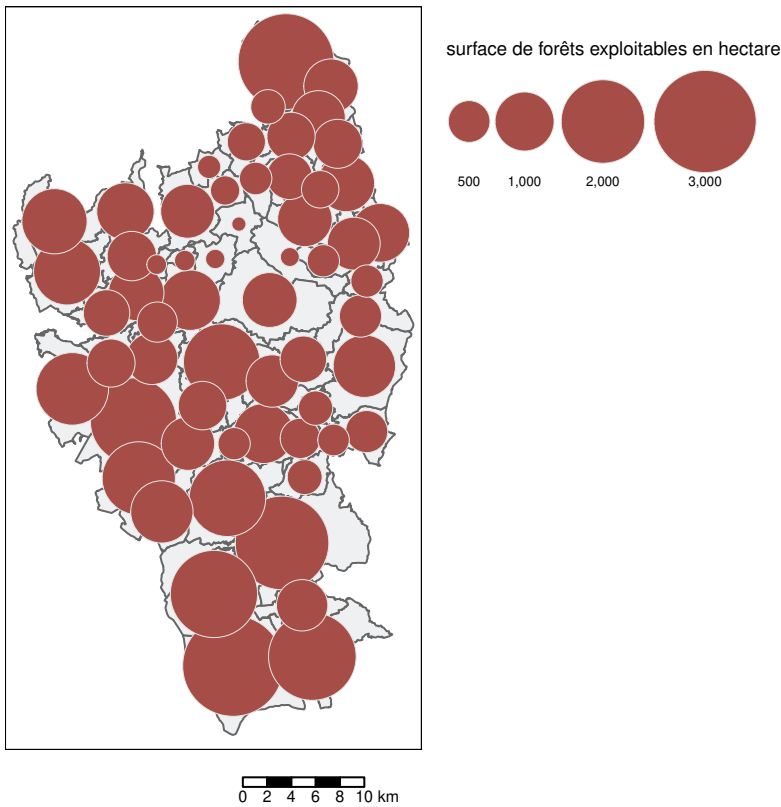 surface de forêts exploitables en hectare
500 1,000 2,000 3,000
0 2 4 6 8 10 km